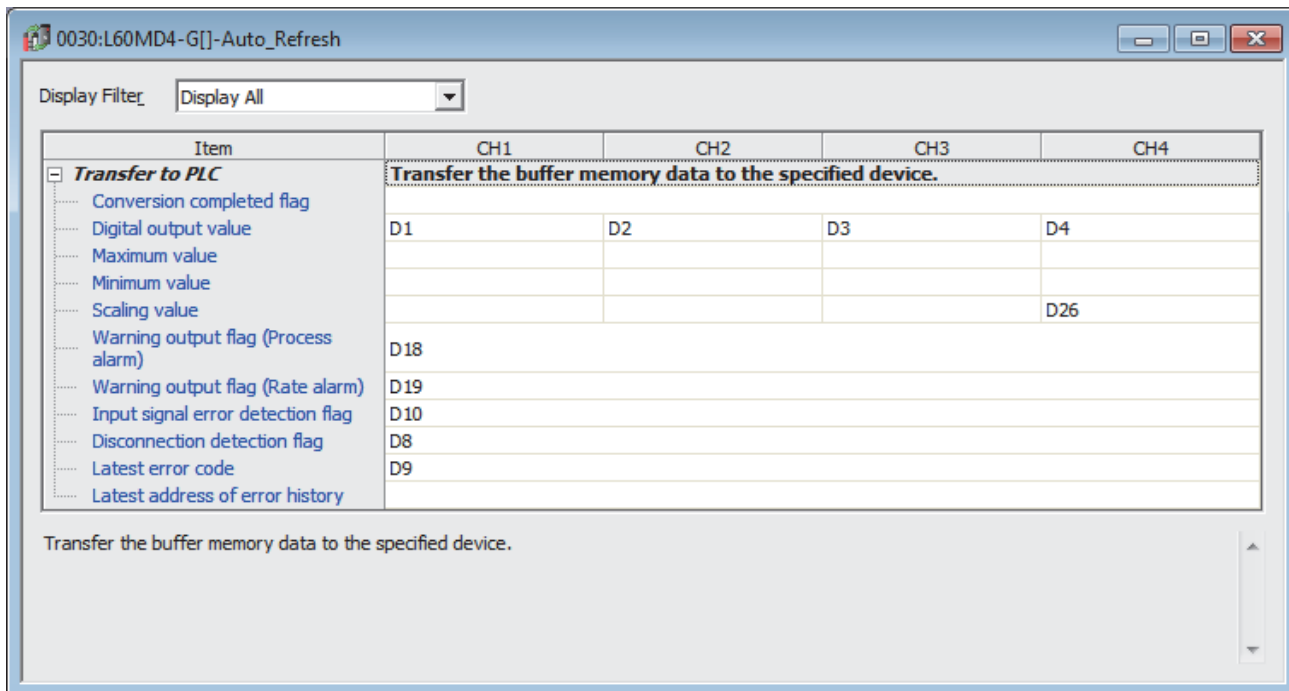 0030:L60MD4-G[]-Auto_Refresh
Display Filter Display All
Item CH1 CH2 CH3 CH4
Transfer to PLC Transfer the buffer memory data to the specified device.
Conversion completed flag
Digital output value D1 D2 D3 D4
Maximum value
Minimum value
Scaling value D26
Warning output flag (Process
alarm) D18
Warning output flag (Rate alarm) D19
Input signal error detection flag D10
Disconnection detection flag D8
Latest error code D9
Latest address of error history
Transfer the buffer memory data to the specified device.